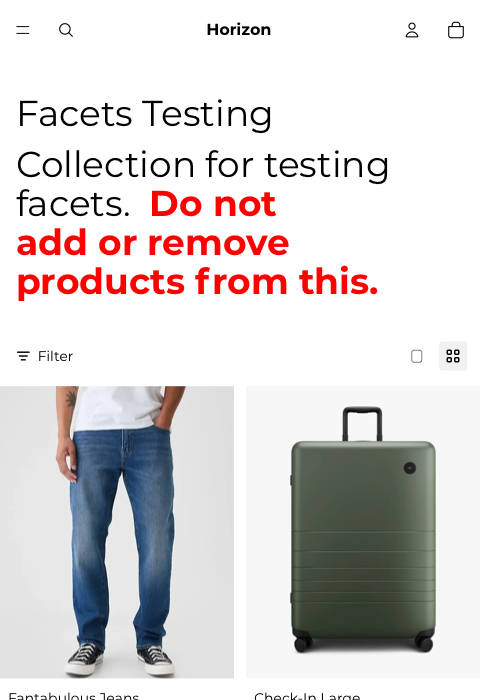 Horizon
Facets Testing
Collection for testing
facets. Do not
add or remove
products from this.
Filter
Fantabulous Jeans
Check-In Large